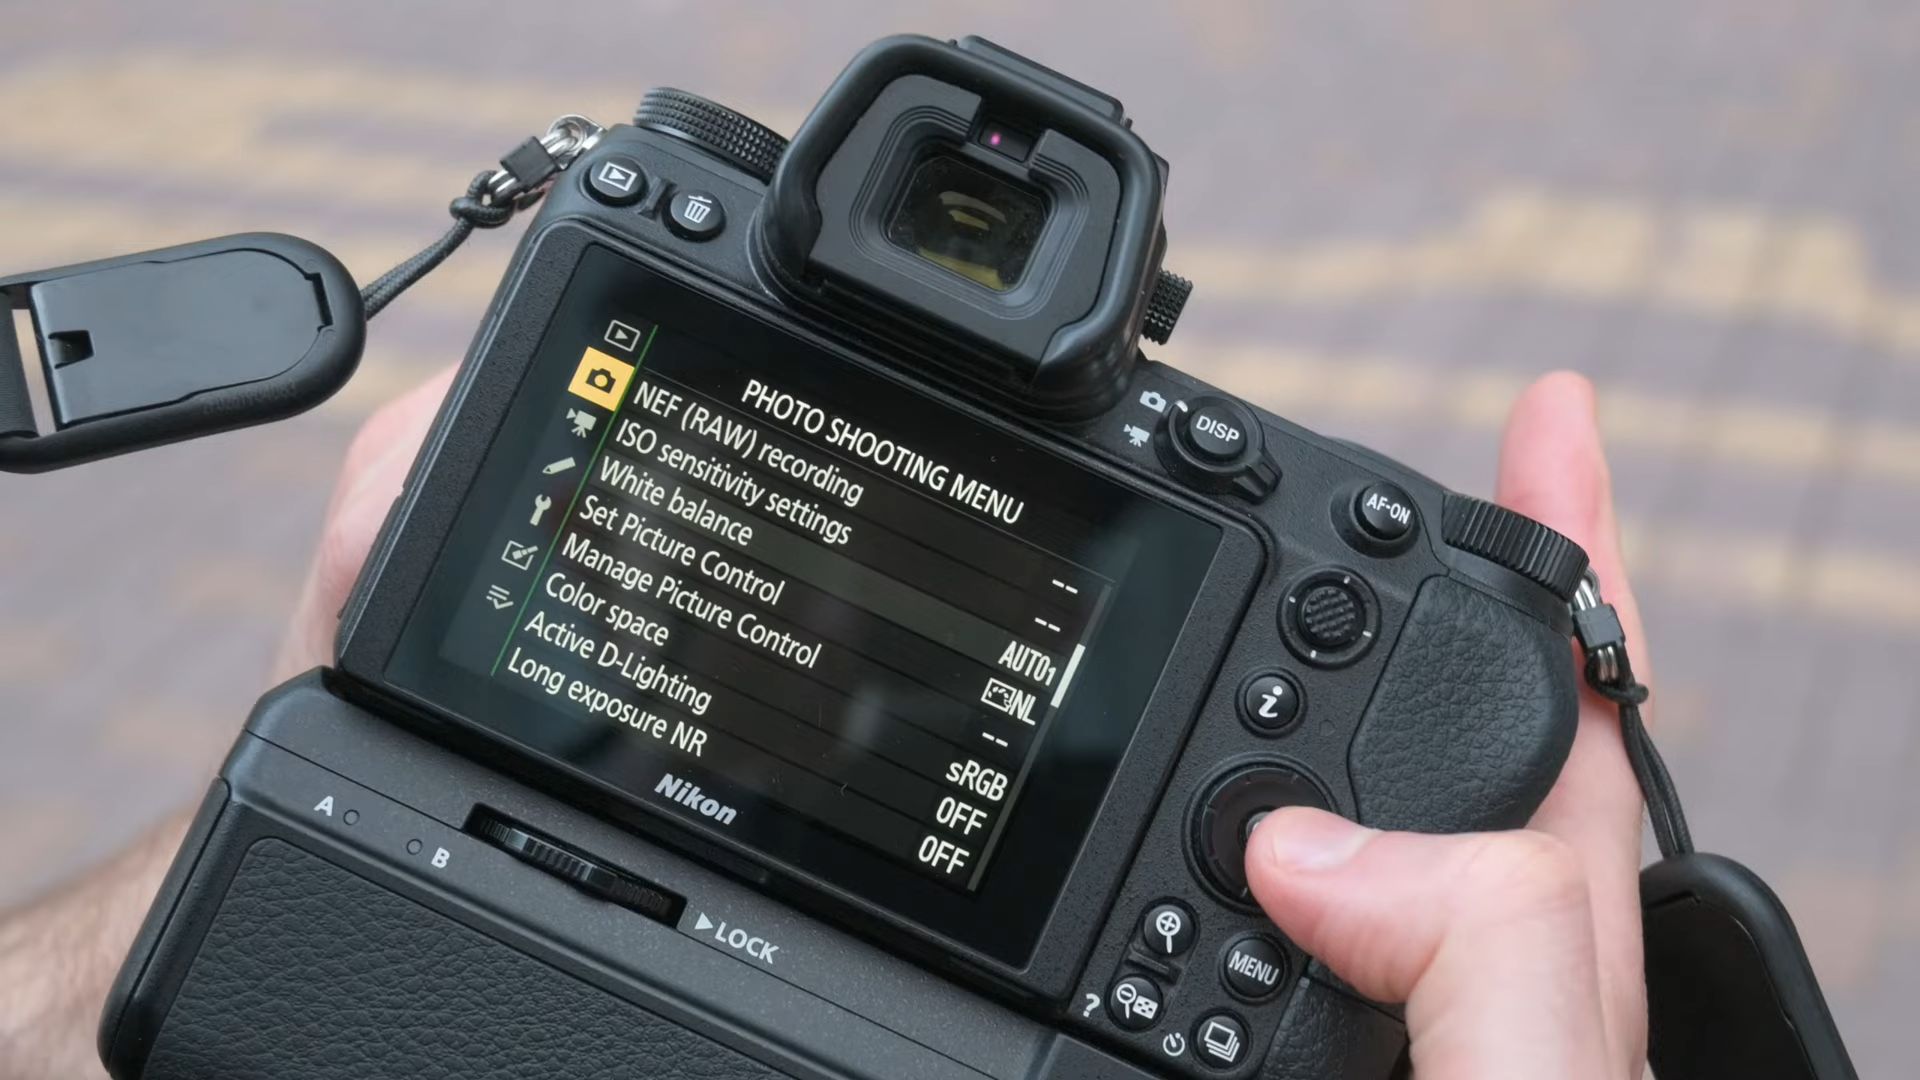 PHOTO SHOOTING MENU
NEF (RAW) recording --
ISO sensitivity settings --
White balance AUTO1
Set Picture Control NL
Manage Picture Control --
Color space sRGB
Active D-Lighting OFF
Long exposure NR OFF
Nikon
DISP
AF-ON
i
MENU
?
A
B
LOCK